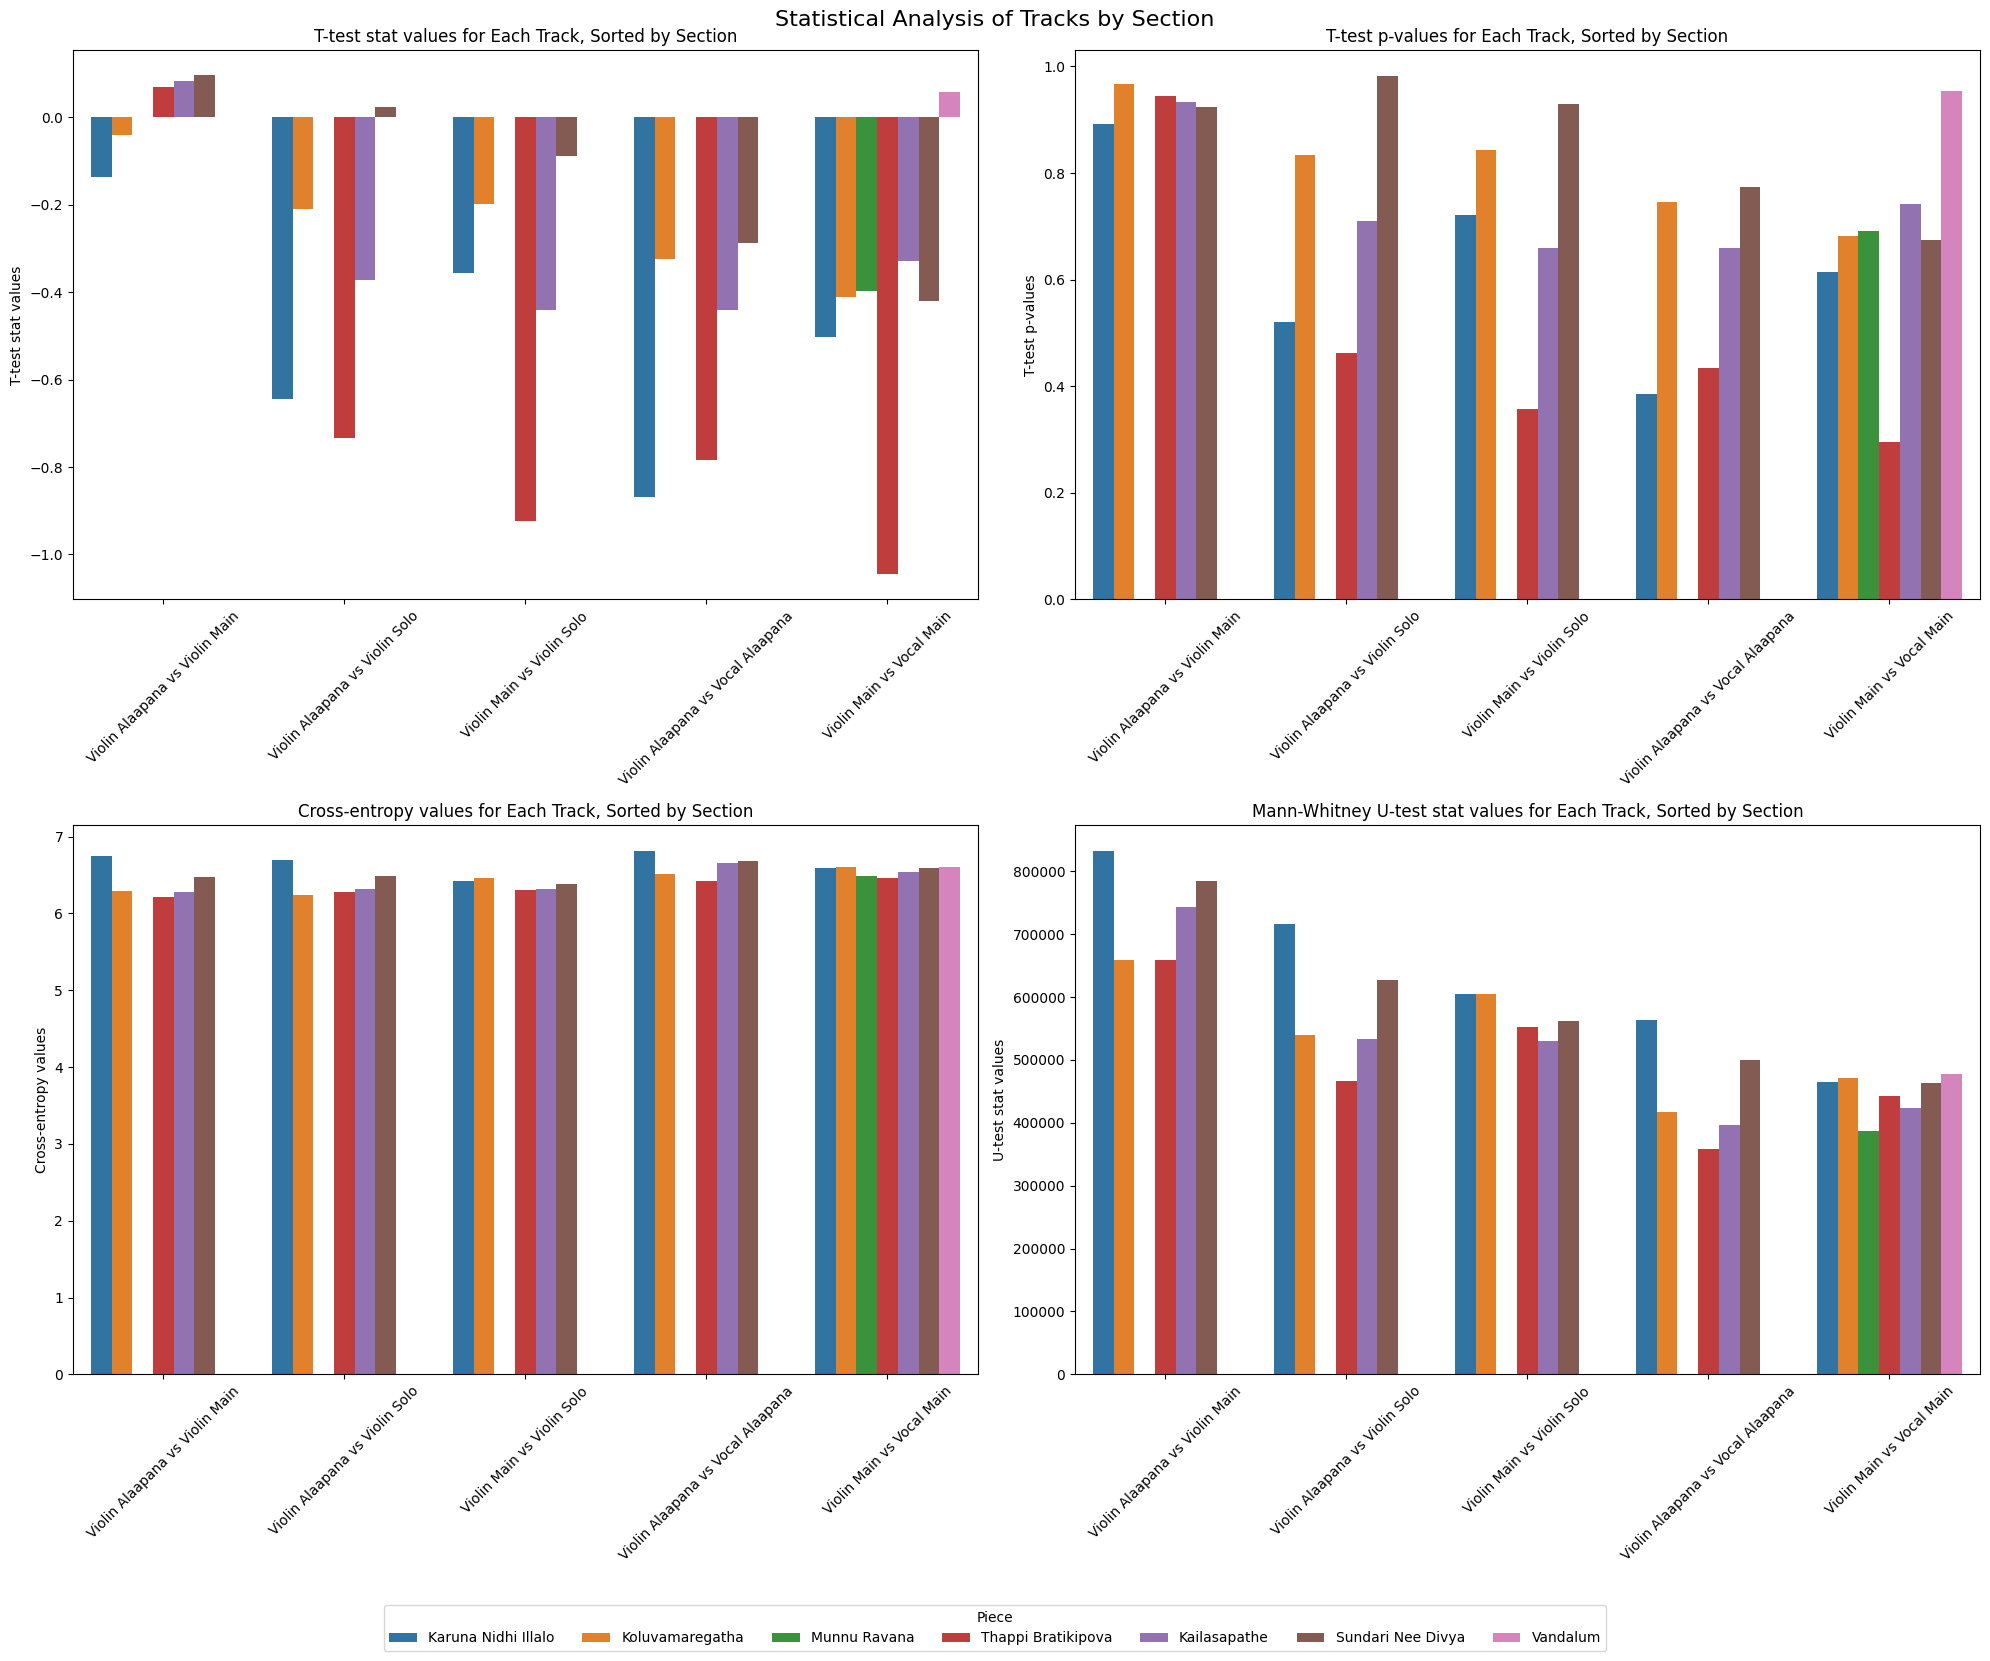 Statistical Analysis of Tracks by Section
T-test stat values for Each Track, Sorted by Section
T-test stat values
0.0
−0.2
−0.4
−0.6
−0.8
−1.0
Violin Alaapana vs Violin Main
Violin Alaapana vs Violin Solo
Violin Main vs Violin Solo
Violin Alaapana vs Vocal Alaapana
Violin Main vs Vocal Main
T-test p-values for Each Track, Sorted by Section
T-test p-values
1.0
0.8
0.6
0.4
0.2
0.0
Violin Alaapana vs Violin Main
Violin Alaapana vs Violin Solo
Violin Main vs Violin Solo
Violin Alaapana vs Vocal Alaapana
Violin Main vs Vocal Main
Cross-entropy values for Each Track, Sorted by Section
Cross-entropy values
7
6
5
4
3
2
1
0
Violin Alaapana vs Violin Main
Violin Alaapana vs Violin Solo
Violin Main vs Violin Solo
Violin Alaapana vs Vocal Alaapana
Violin Main vs Vocal Main
Mann-Whitney U-test stat values for Each Track, Sorted by Section
U-test stat values
800000
700000
600000
500000
400000
300000
200000
100000
0
Violin Alaapana vs Violin Main
Violin Alaapana vs Violin Solo
Violin Main vs Violin Solo
Violin Alaapana vs Vocal Alaapana
Violin Main vs Vocal Main
Piece
Karuna Nidhi Illalo
Koluvamaregatha
Munnu Ravana
Thappi Bratikipova
Kailasapathe
Sundari Nee Divya
Vandalum